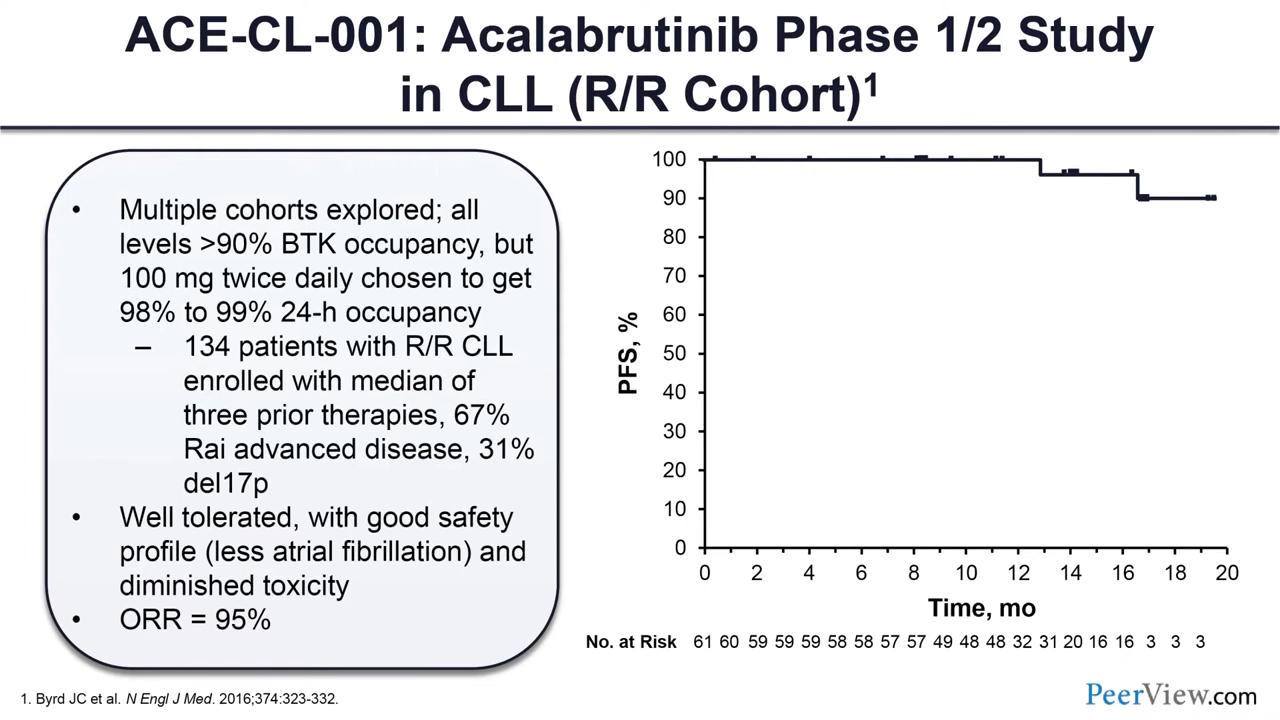 ACE-CL-001: Acalabrutinib Phase 1/2 Study
in CLL (R/R Cohort)1
• Multiple cohorts explored; all
levels >90% BTK occupancy, but
100 mg twice daily chosen to get
98% to 99% 24-h occupancy
– 134 patients with R/R CLL
enrolled with median of
three prior therapies, 67%
Rai advanced disease, 31%
del17p
• Well tolerated, with good safety
profile (less atrial fibrillation) and
diminished toxicity
• ORR = 95%
PFS, %
100
90
80
70
60
50
40
30
20
10
0
0 2 4 6 8 10 12 14 16 18 20
Time, mo
No. at Risk 61 60 59 59 59 58 58 57 57 49 48 48 32 31 20 16 16 3 3 3
1. Byrd JC et al. N Engl J Med. 2016;374:323-332.
PeerView.com